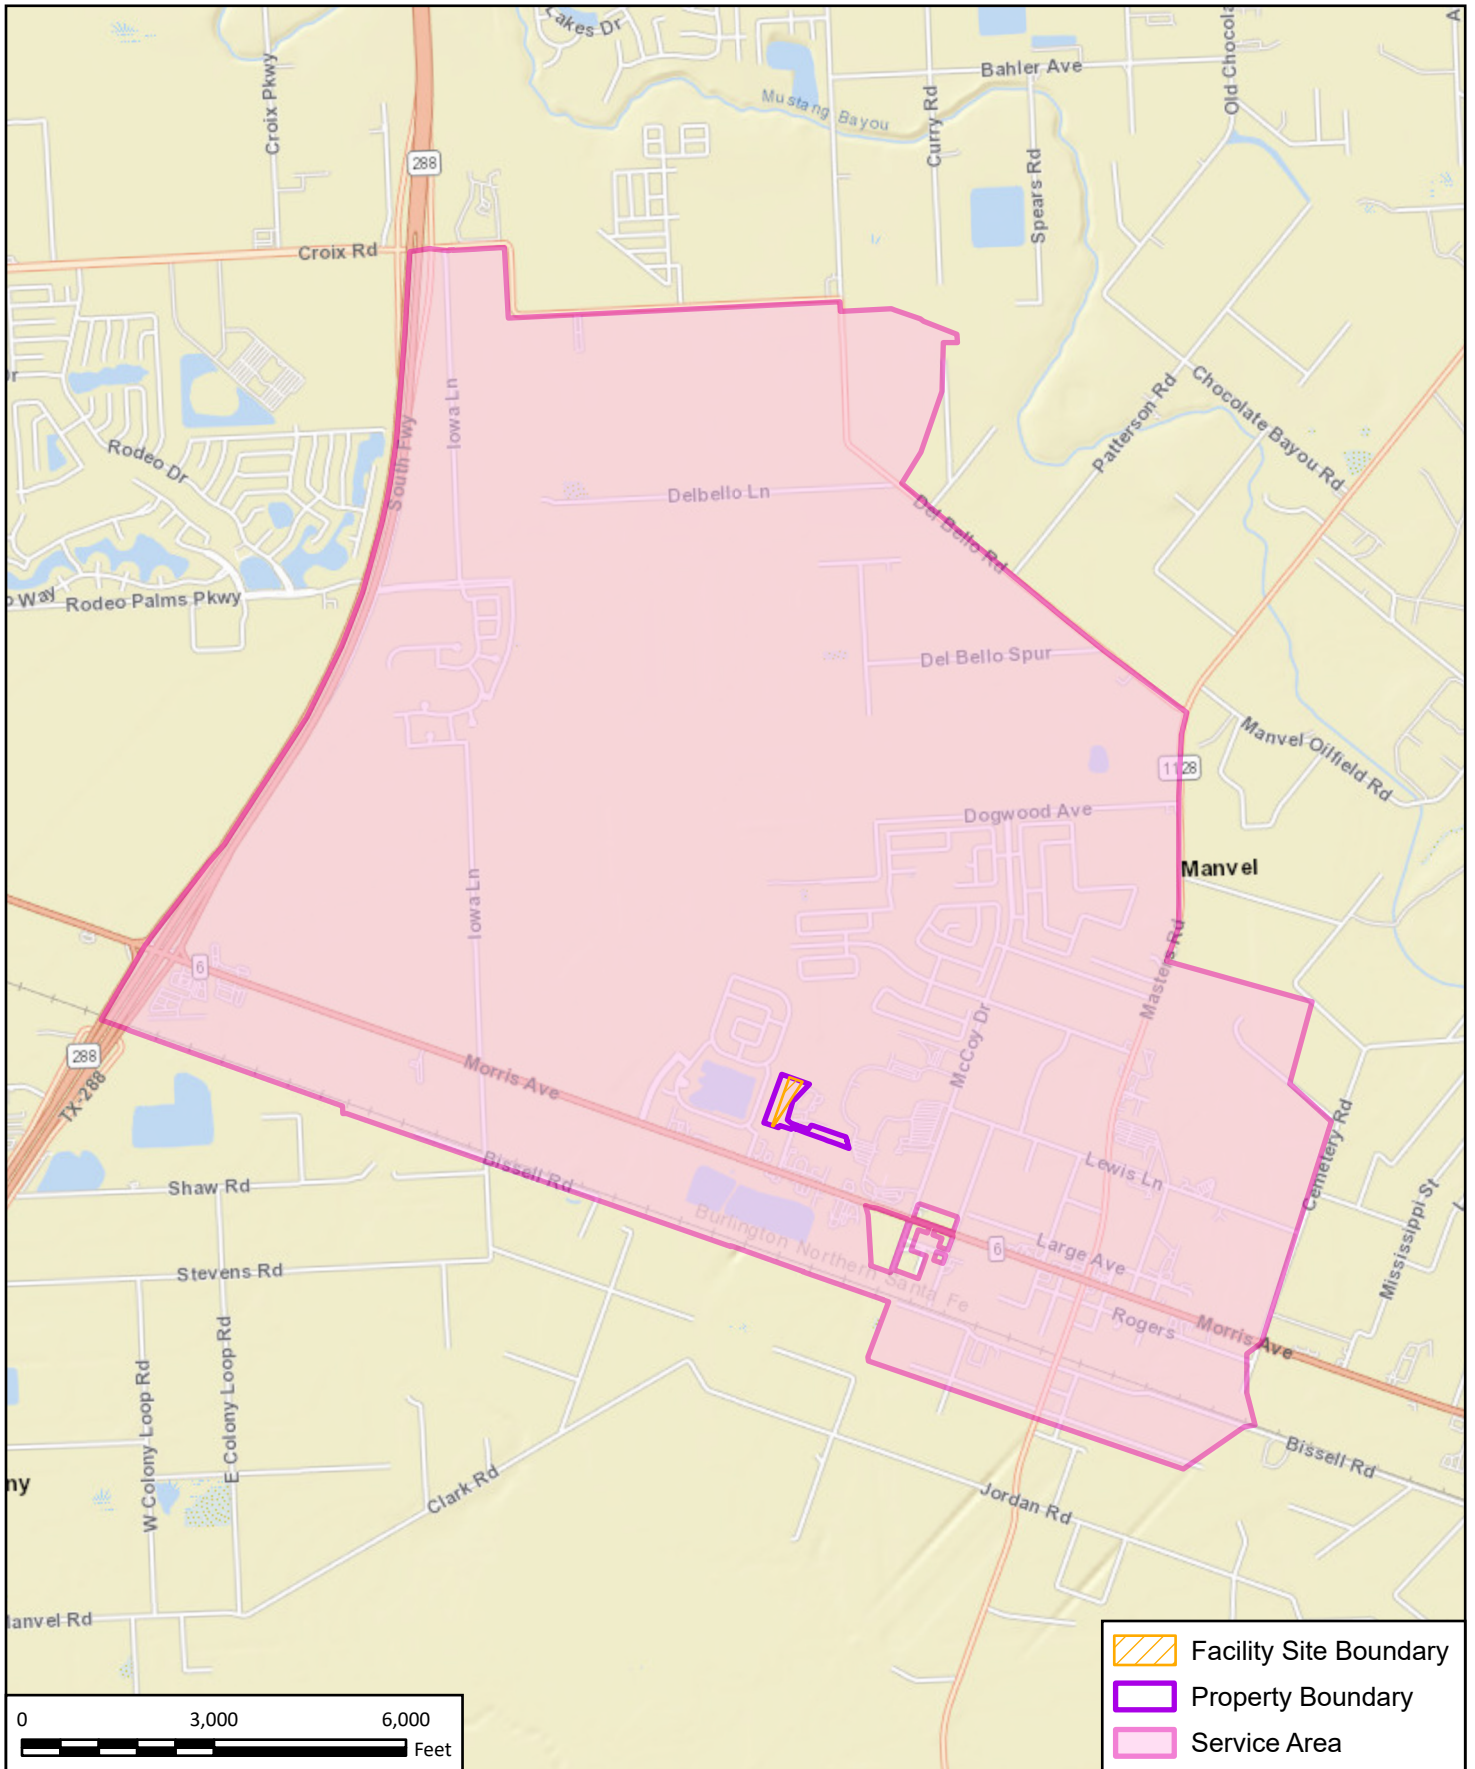 Lakes Dr
Croix Pkwy
Mustang Bayou
Curry Rd
Bahler Ave
Spears Rd
Old Chocola
A
288
Croix Rd
Iowa Ln
South Fwy
Rodeo Dr
Delbello Ln
Del Bello Rd
Patterson Rd
Chocolate Bayou Rd
o Way
Rodeo Palms Pkwy
Del Bello Spur
Manvel Oilfield Rd
1128
Dogwood Ave
Manvel
Iowa Ln
Masters Rd
6
McCoy Dr
288
TX-288
Morris Ave
Bissell Rd
Shaw Rd
Lewis Ln
Cemetery Rd
Mississippi St
Burlington Northern Santa Fe
6
Large Ave
Rogers
Morris Ave
Stevens Rd
W Colony Loop Rd
E Colony Loop Rd
Clark Rd
Bissell Rd
Jordan Rd
ny
lanvel Rd
0 3,000 6,000
Feet
Facility Site Boundary
Property Boundary
Service Area